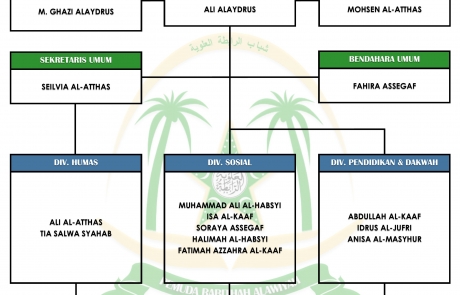 M. GHAZI ALAYDRUS
ALI ALAYDRUS
MOHSEN AL-ATTHAS
شباب الرابطة العلوية
SEKRETARIS UMUM
SEILVIA AL-ATTHAS
BENDAHARA UMUM
FAHIRA ASSEGAF
DIV. HUMAS
ALI AL-ATTHAS
TIA SALWA SYAHAB
DIV. SOSIAL
MUHAMMAD ALI AL-HABSYI
ISA AL-KAAF
SORAYA ASSEGAF
HALIMAH AL-HABSYI
FATIMAH AZZAHRA AL-KAAF
DIV. PENDIDIKAN & DAKWAH
ABDULLAH AL-KAAF
IDRUS AL-JUFRI
ANISA AL-MASYHUR
PEMUDA RABITHAH ALAWIYAH